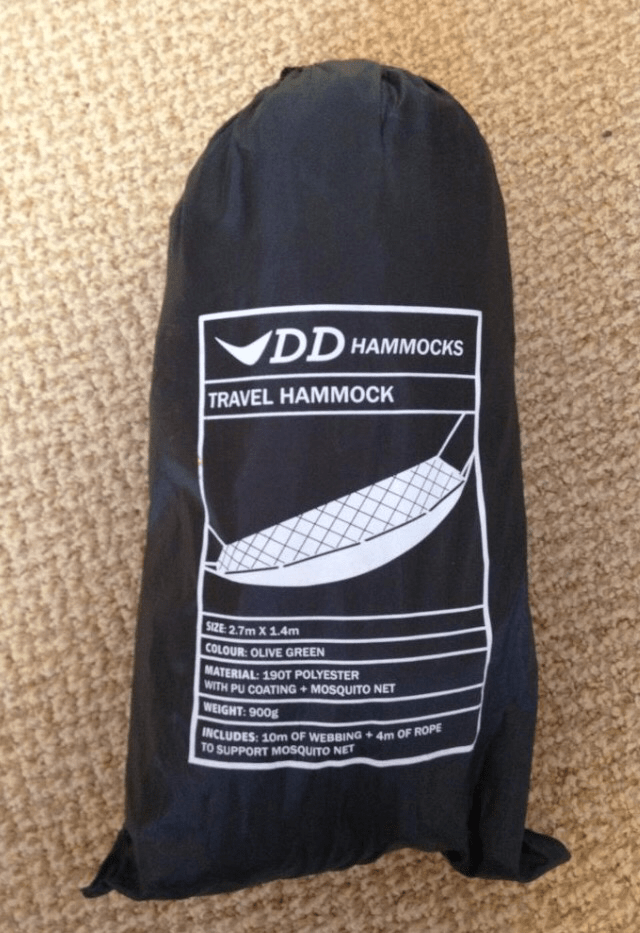 DD HAMMOCKS
TRAVEL HAMMOCK
SIZE: 2.7m X 1.4m
COLOUR: OLIVE GREEN
MATERIAL: 190T POLYESTER
WITH PU COATING + MOSQUITO NET
WEIGHT: 900g
INCLUDES: 10m OF WEBBING + 4m OF ROPE
TO SUPPORT MOSQUITO NET